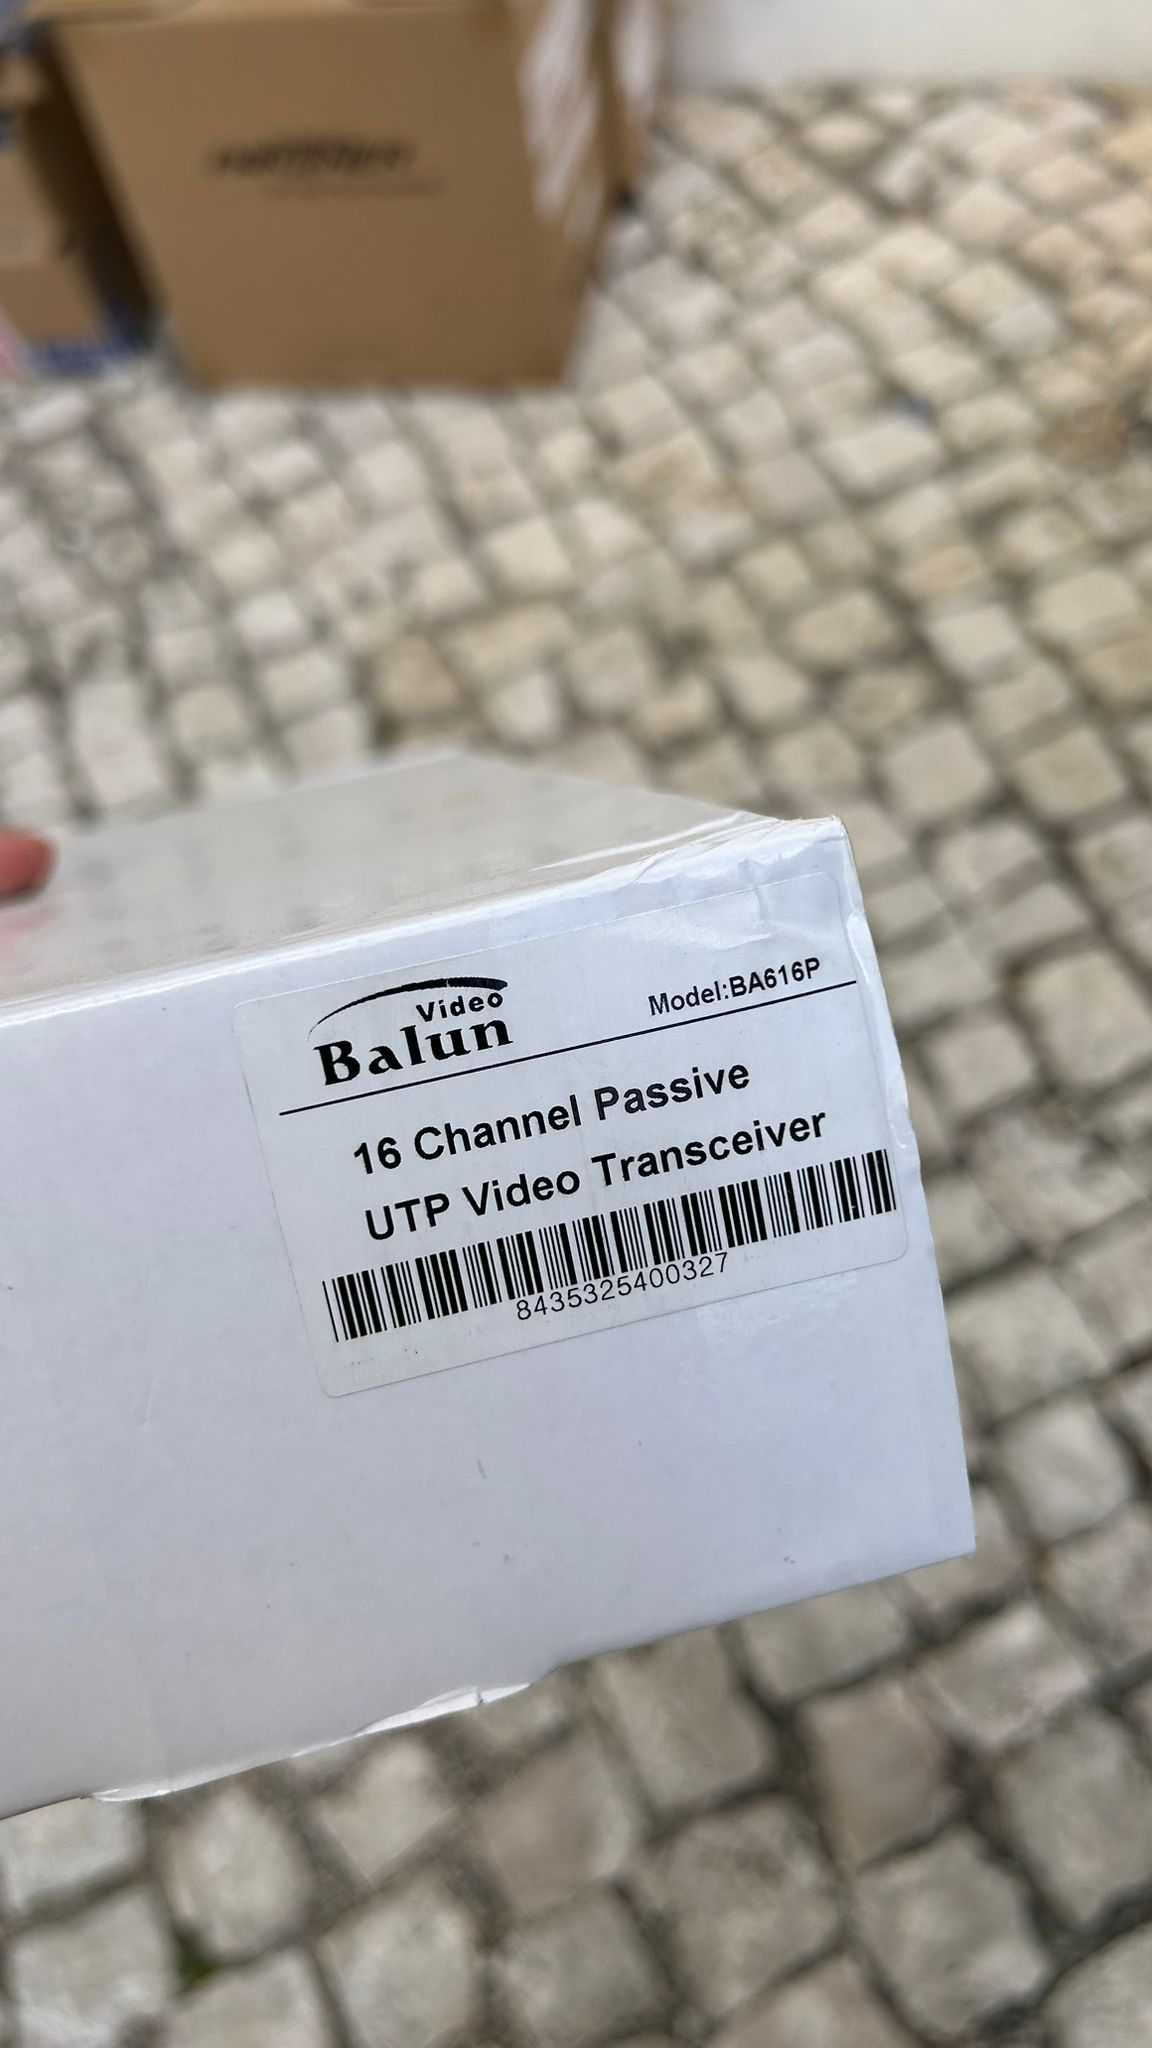 Video
Balun
Model:BA616P
16 Channel Passive
UTP Video Transceiver
8435325400327